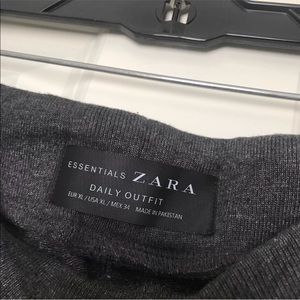 ESSENTIALS ZARA
DAILY OUTFIT
EUR XL / USA XL / MEX 34
MADE IN PAKISTAN